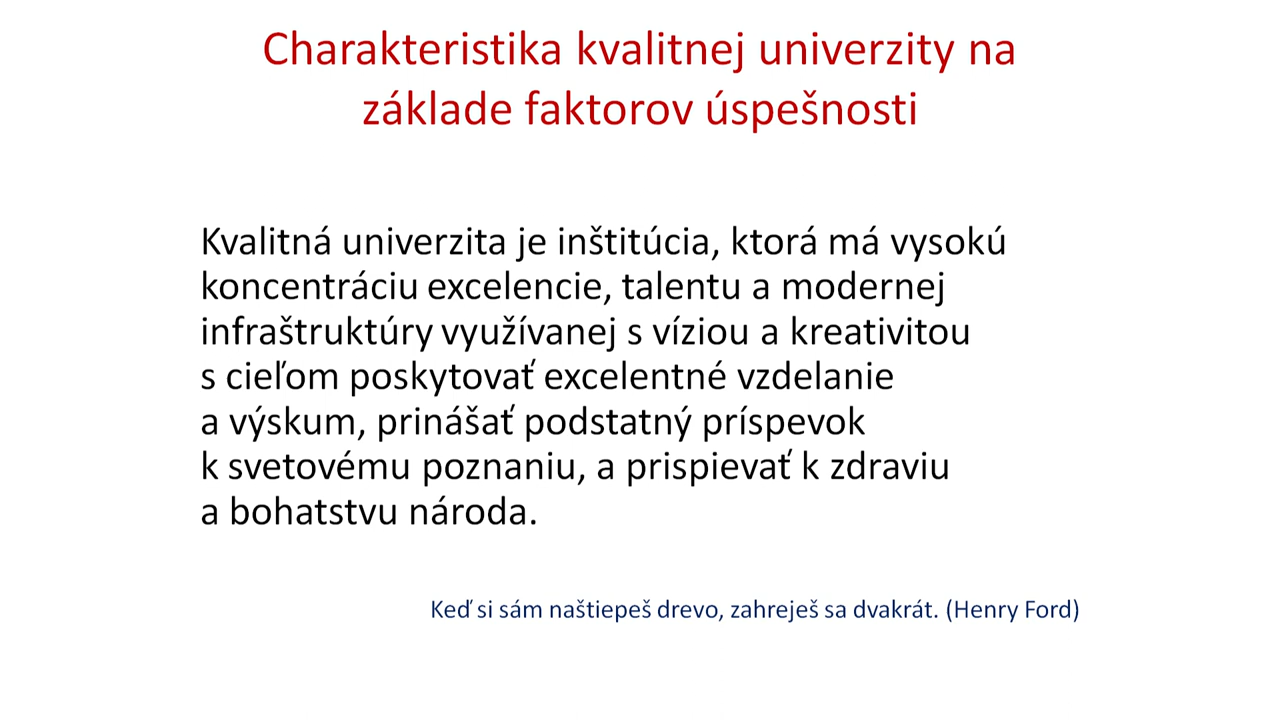 Charakteristika kvalitnej univerzity na
základe faktorov úspešnosti
Kvalitná univerzita je inštitúcia, ktorá má vysokú
koncentráciu excelencie, talentu a modernej
infraštruktúry využívanej s víziou a kreativitou
s cieľom poskytovať excelentné vzdelanie
a výskum, prinášať podstatný príspevok
k svetovému poznaniu, a prispievať k zdraviu
a bohatstvu národa.
Keď si sám naštiepeš drevo, zahreješ sa dvakrát. (Henry Ford)